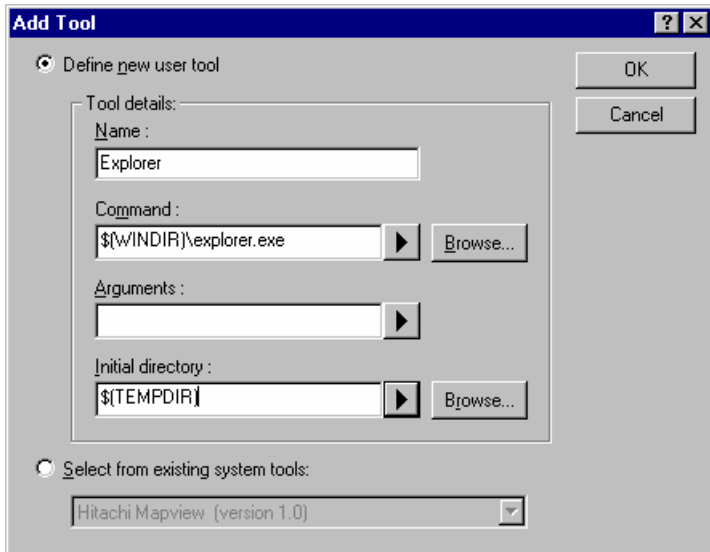 Add Tool
Define new user tool
OK
Tool details:
Cancel
Name :
Explorer
Command :
$(WINDIR)\explorer.exe
Browse...
Arguments :
Initial directory :
$(TEMPDIR)
Browse...
Select from existing system tools:
Hitachi Mapview (version 1.0)